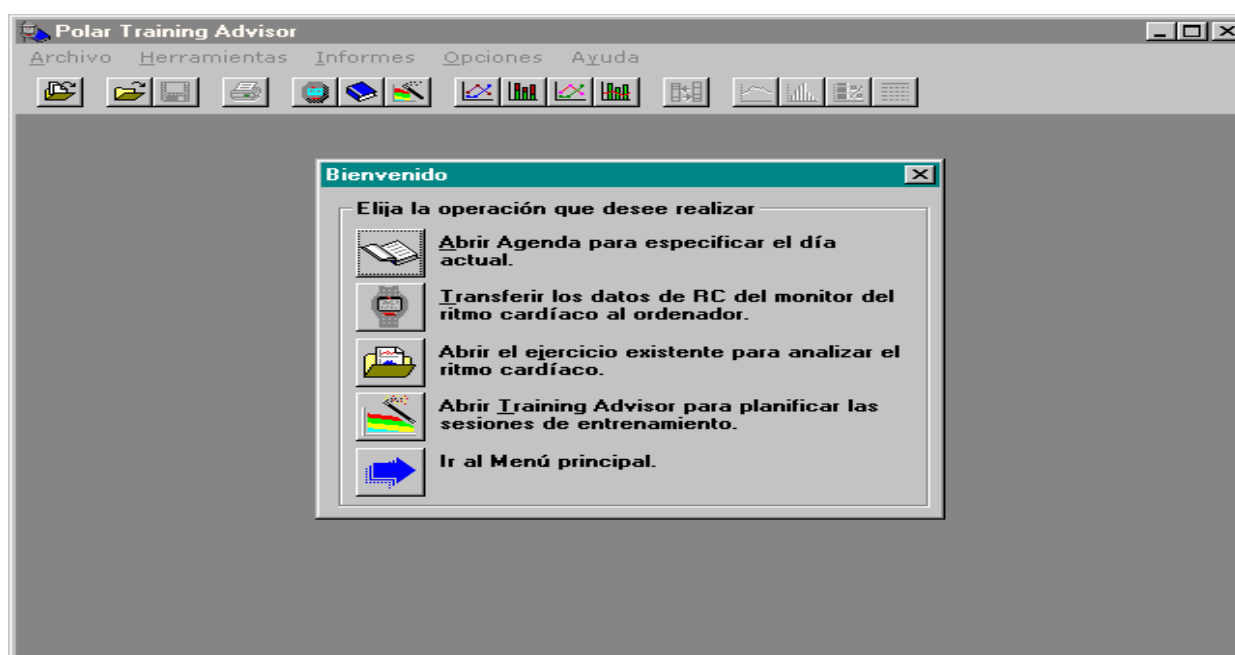 Polar Training Advisor
Archivo Herramientas Informes Opciones Ayuda
Bienvenido
Elija la operación que desee realizar
Abrir Agenda para especificar el día
actual.
Transferir los datos de RC del monitor del
ritmo cardíaco al ordenador.
Abrir el ejercicio existente para analizar el
ritmo cardíaco.
Abrir Training Advisor para planificar las
sesiones de entrenamiento.
Ir al Menú principal.